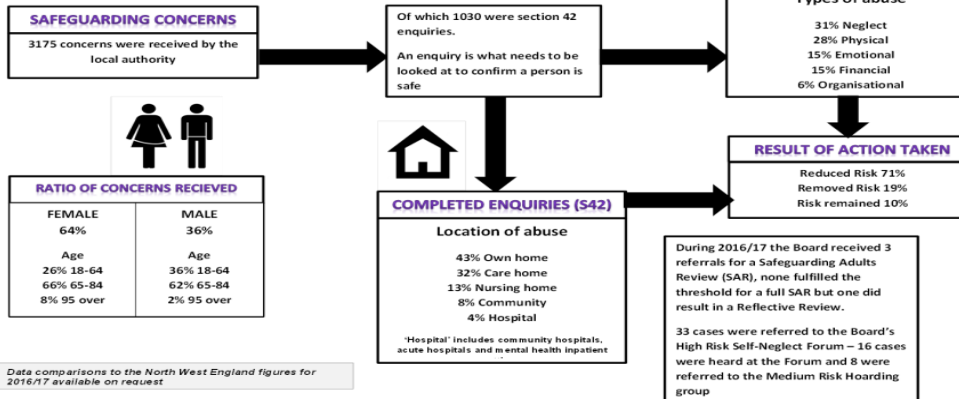 SAFEGUARDING CONCERNS
3175 concerns were received by the
local authority
Of which 1030 were section 42
enquiries.
An enquiry is what needs to be
looked at to confirm a person is
safe
Types of abuse
31% Neglect
28% Physical
15% Emotional
15% Financial
6% Organisational
RESULT OF ACTION TAKEN
Reduced Risk 71%
Removed Risk 19%
Risk remained 10%
RATIO OF CONCERNS RECIEVED
FEMALE
64%
Age
26% 18-64
66% 65-84
8% 95 over
MALE
36%
Age
36% 18-64
62% 65-84
2% 95 over
COMPLETED ENQUIRIES (S42)
Location of abuse
43% Own home
32% Care home
13% Nursing home
8% Community
4% Hospital
'Hospital' includes community hospitals,
acute hospitals and mental health inpatient
During 2016/17 the Board received 3
referrals for a Safeguarding Adults
Review (SAR), none fulfilled the
threshold for a full SAR but one did
result in a Reflective Review.
33 cases were referred to the Board's
High Risk Self-Neglect Forum – 16 cases
were heard at the Forum and 8 were
referred to the Medium Risk Hoarding
group
Data comparisons to the North West England figures for
2016/17 available on request